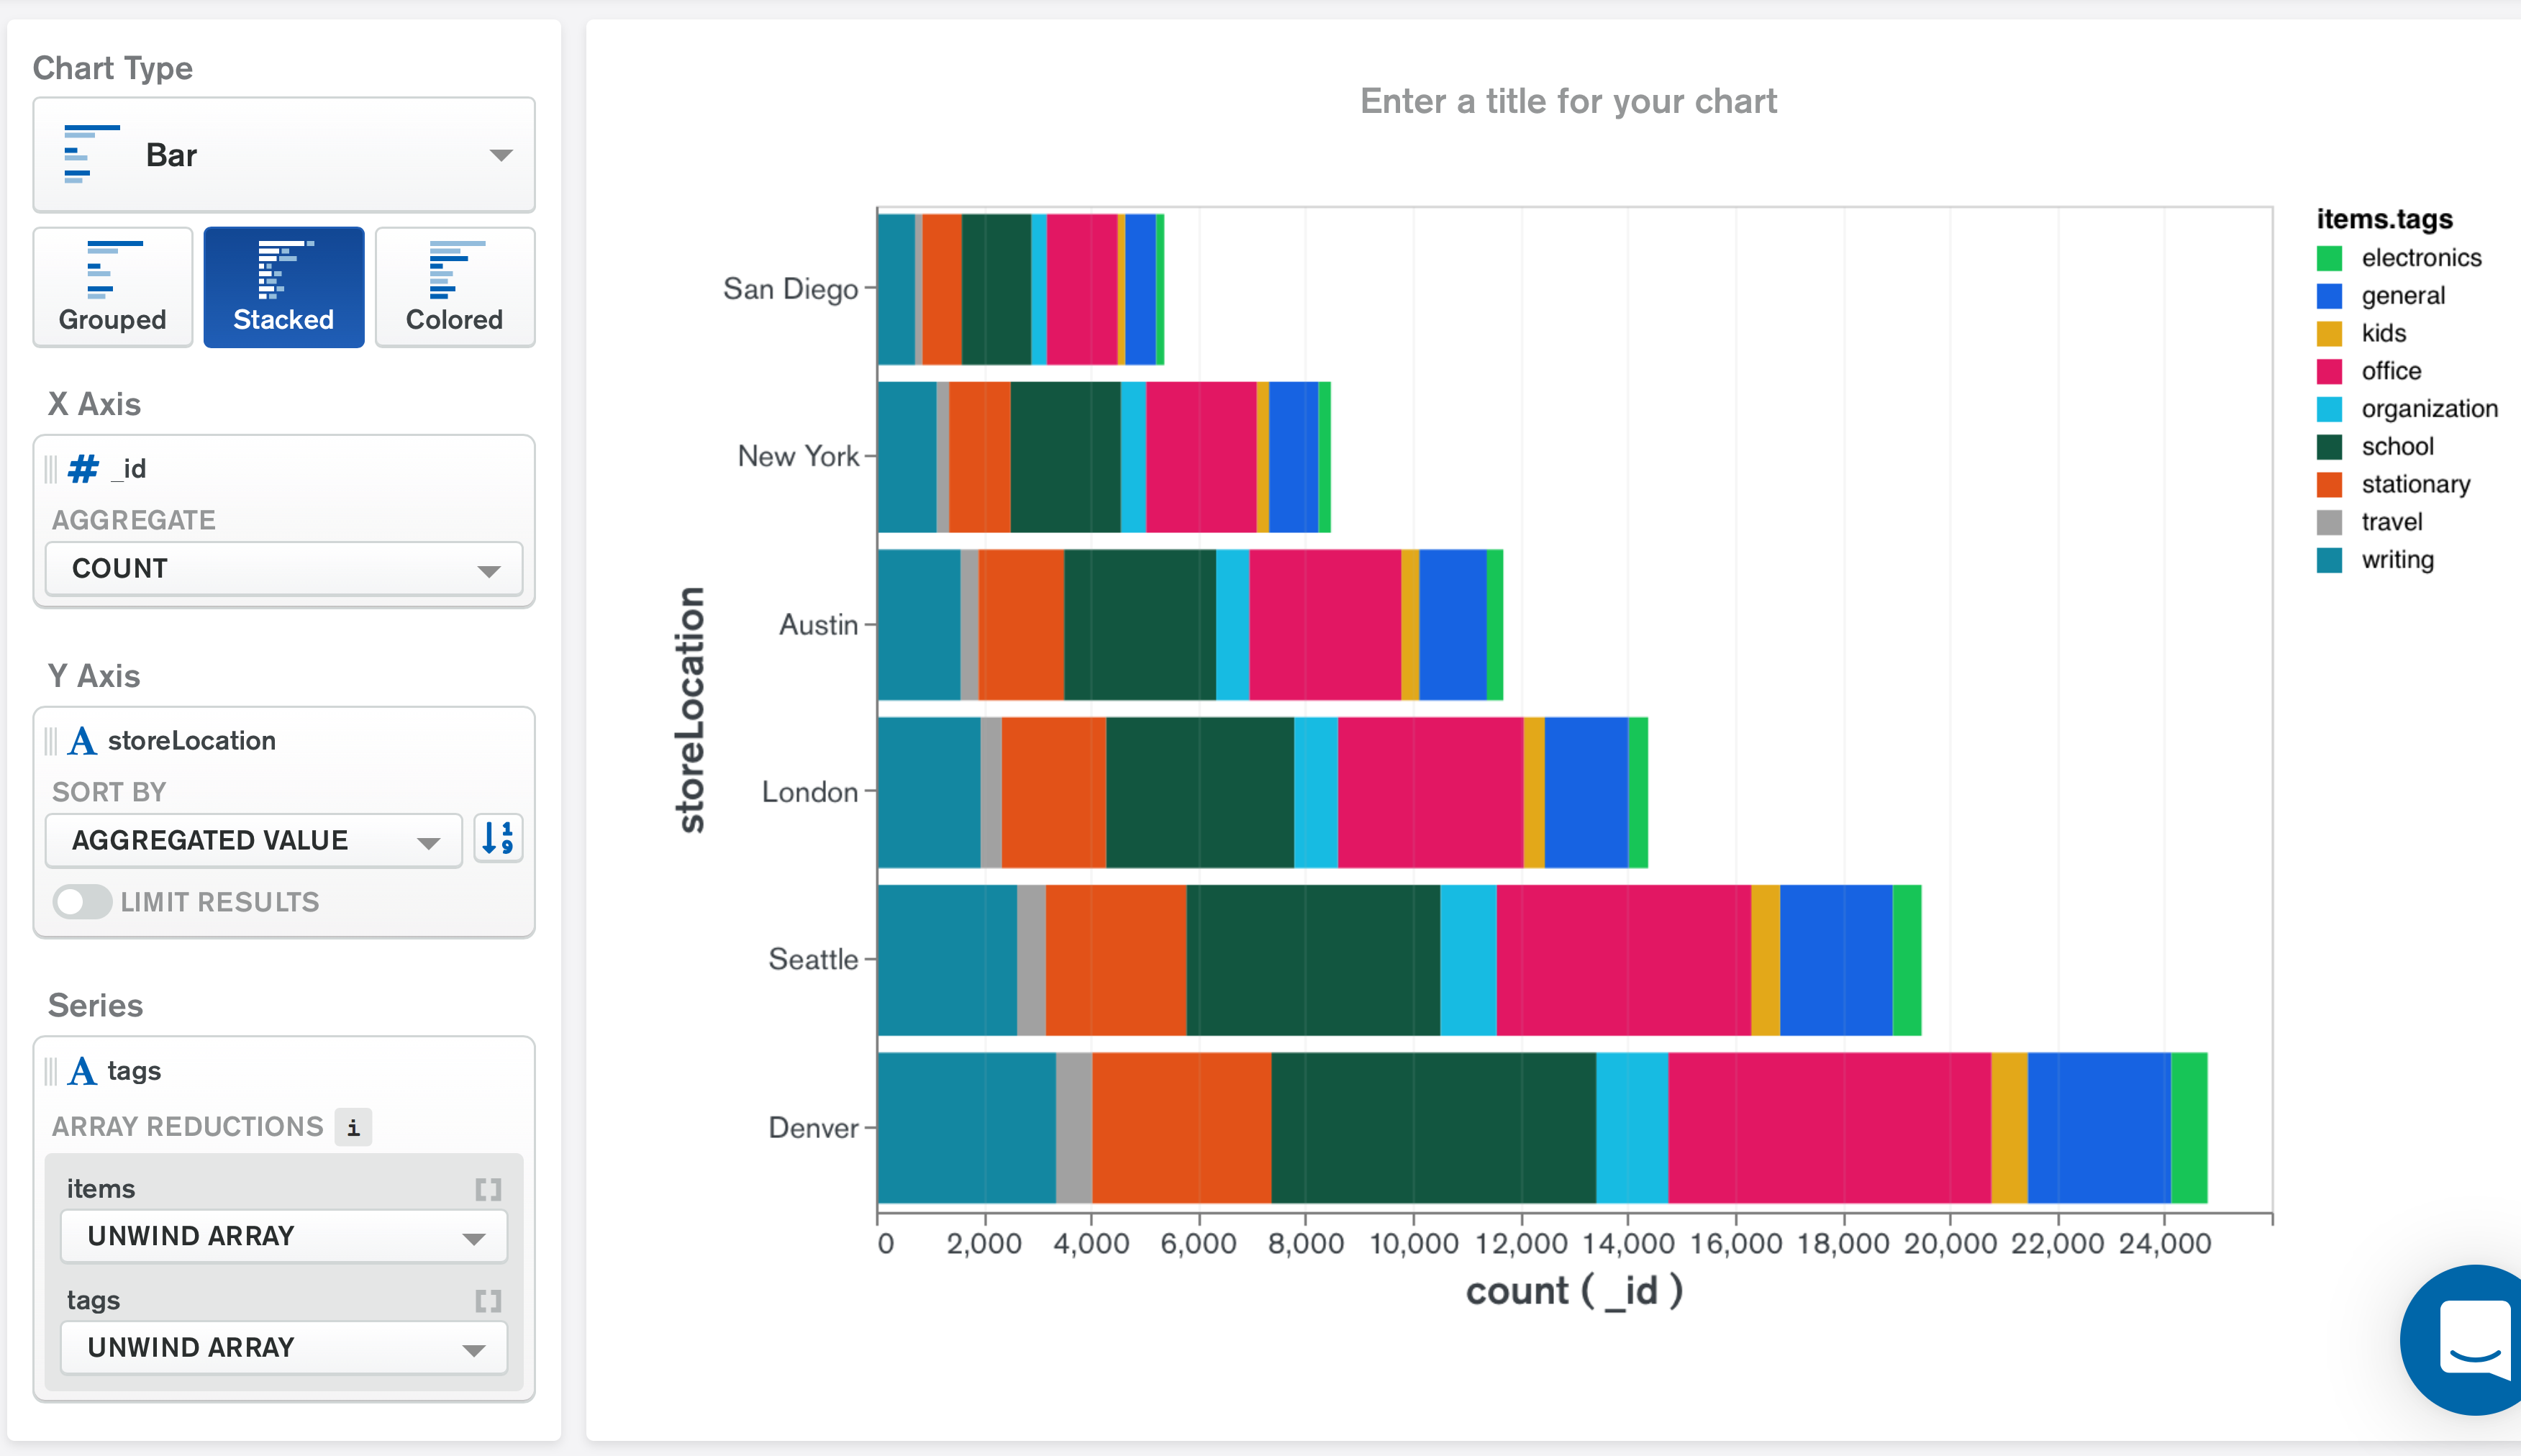 Chart Type
Bar
Grouped
Stacked
Colored
X Axis
# _id
AGGREGATE
COUNT
Y Axis
A storeLocation
SORT BY
AGGREGATED VALUE
1
9
LIMIT RESULTS
Series
A tags
ARRAY REDUCTIONS i
items []
UNWIND ARRAY
tags []
UNWIND ARRAY
Enter a title for your chart
storeLocation
San Diego
New York
Austin
London
Seattle
Denver
0 2,000 4,000 6,000 8,000 10,000 12,000 14,000 16,000 18,000 20,000 22,000 24,000
count ( _id )
items.tags
electronics
general
kids
office
organization
school
stationary
travel
writing